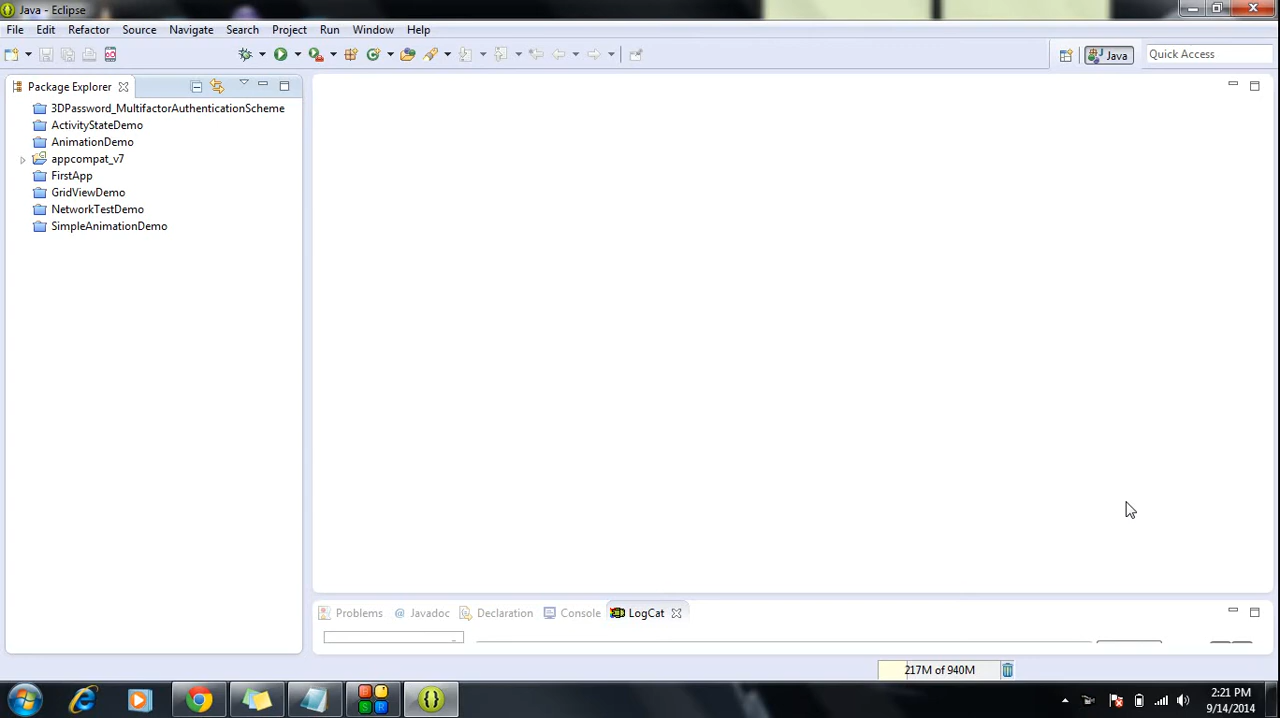 Java - Eclipse
File Edit Refactor Source Navigate Search Project Run Window Help
Java
Quick Access
Package Explorer
3DPassword_MultifactorAuthenticationScheme
ActivityStateDemo
AnimationDemo
appcompat_v7
FirstApp
GridViewDemo
NetworkTestDemo
SimpleAnimationDemo
Problems @ Javadoc Declaration Console LogCat
217M of 940M
2:21 PM
9/14/2014